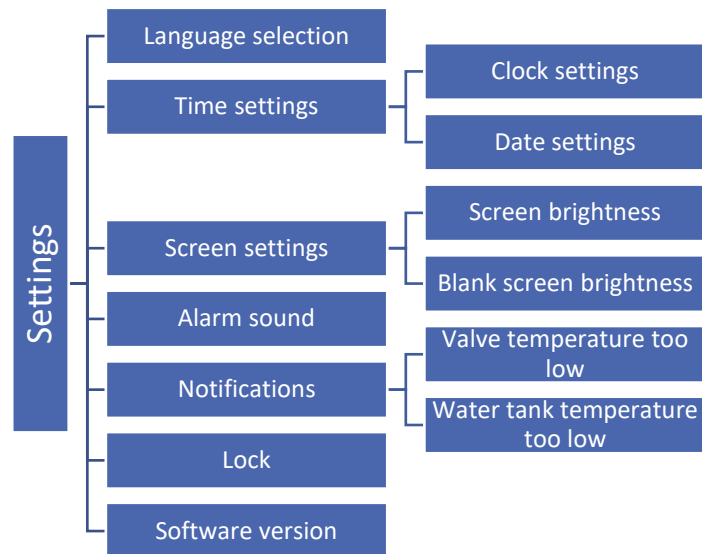 Settings
Language selection
Time settings
Clock settings
Date settings
Screen settings
Screen brightness
Blank screen brightness
Alarm sound
Notifications
Valve temperature too
low
Water tank temperature
too low
Lock
Software version